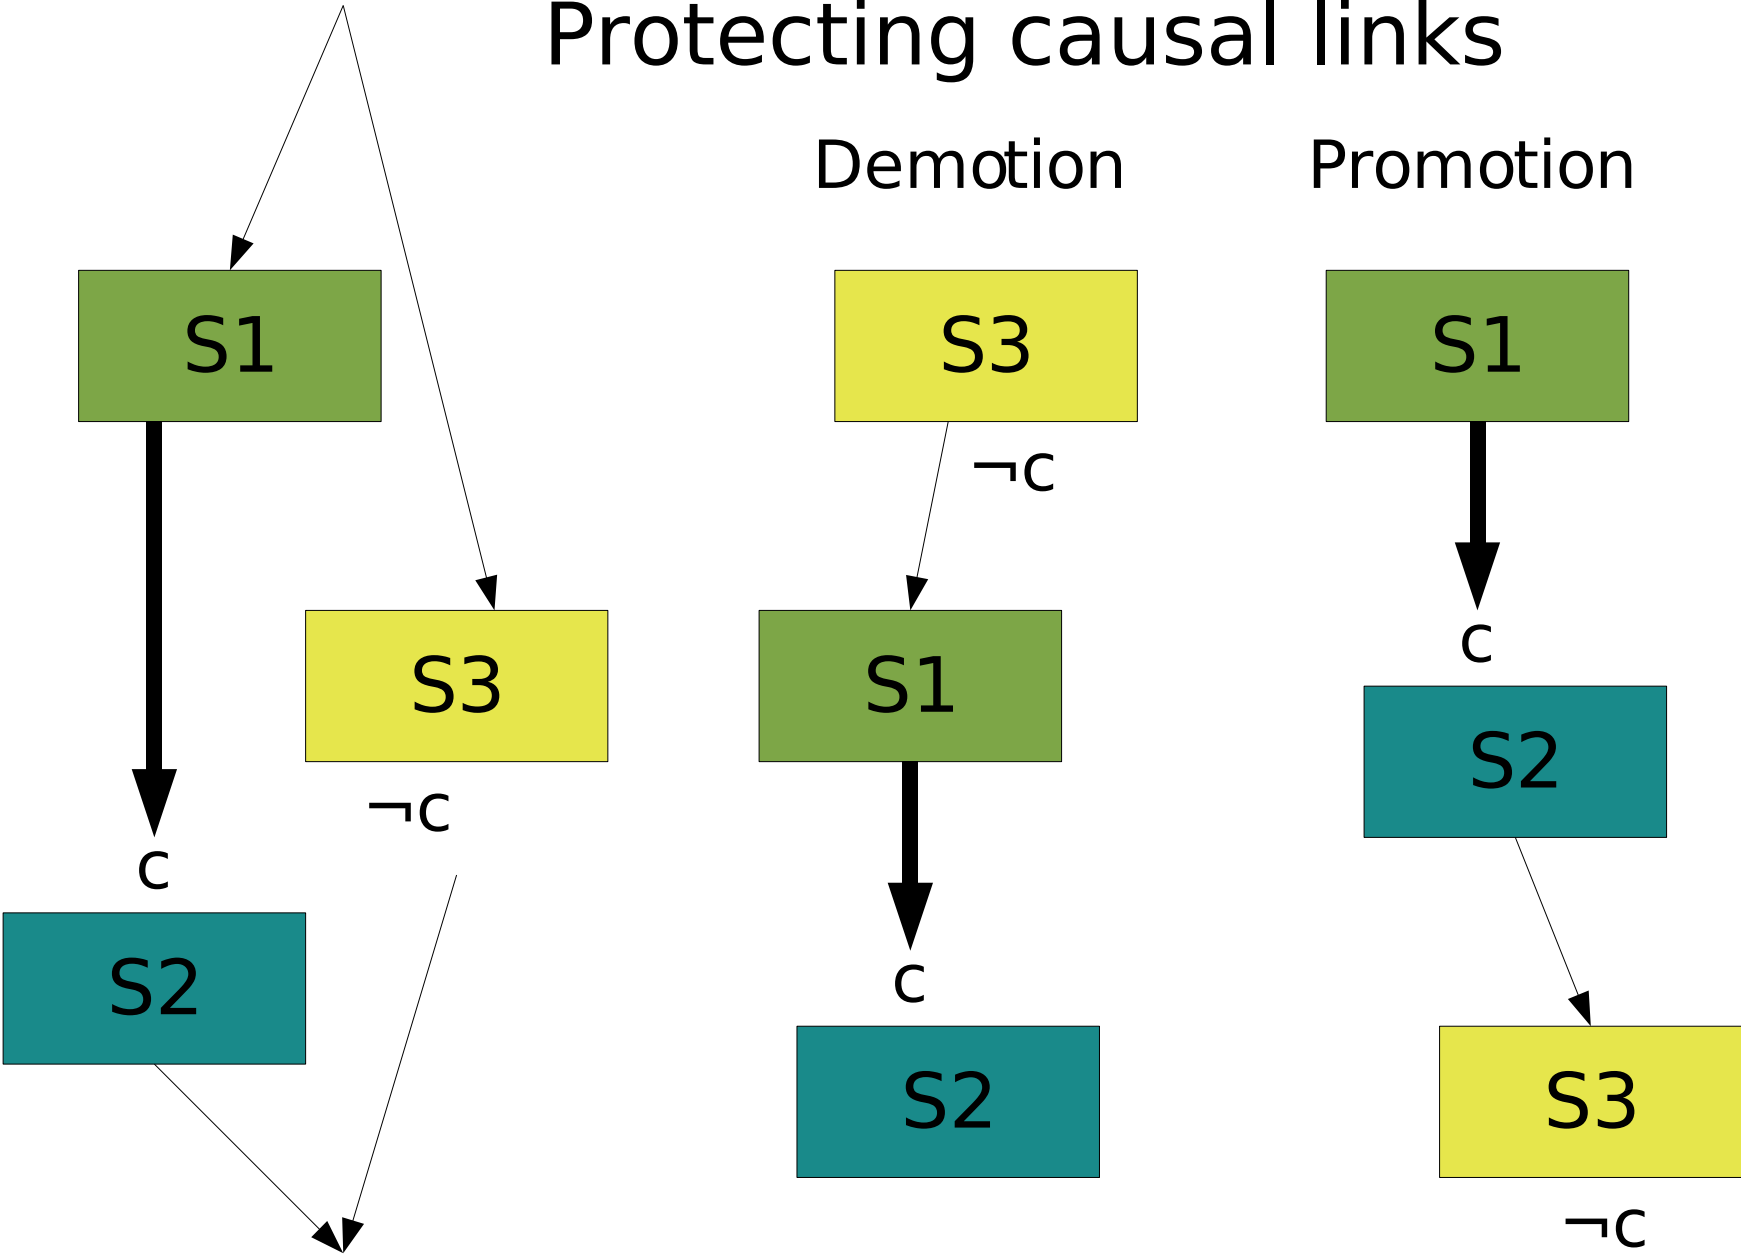 Protecting causal links
Demotion
Promotion
S1
S3
¬c
c
S2
S3
¬c
S1
c
S2
S1
c
S2
S3
¬c